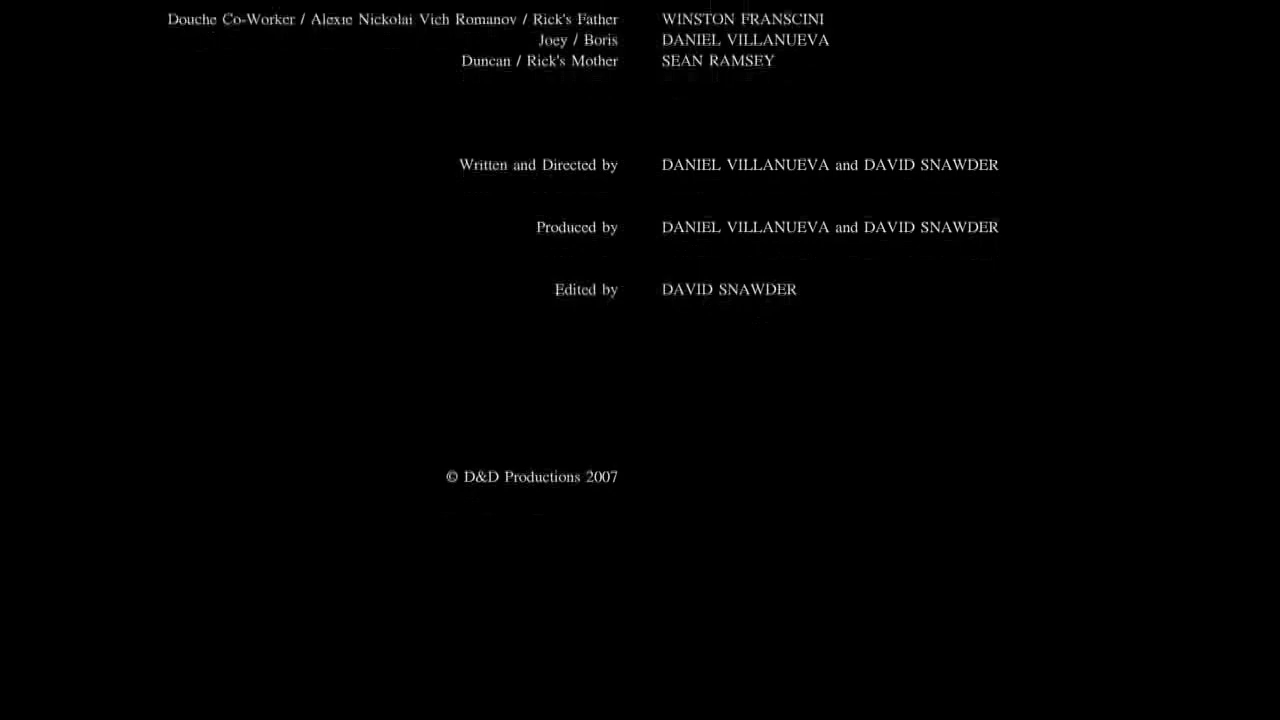 Douche Co-Worker / Alexie Nickolai Vich Romanov / Rick's Father WINSTON FRANSCINI
Joey / Boris DANIEL VILLANUEVA
Duncan / Rick's Mother SEAN RAMSEY
Written and Directed by DANIEL VILLANUEVA and DAVID SNAWDER
Produced by DANIEL VILLANUEVA and DAVID SNAWDER
Edited by DAVID SNAWDER
© D&D Productions 2007